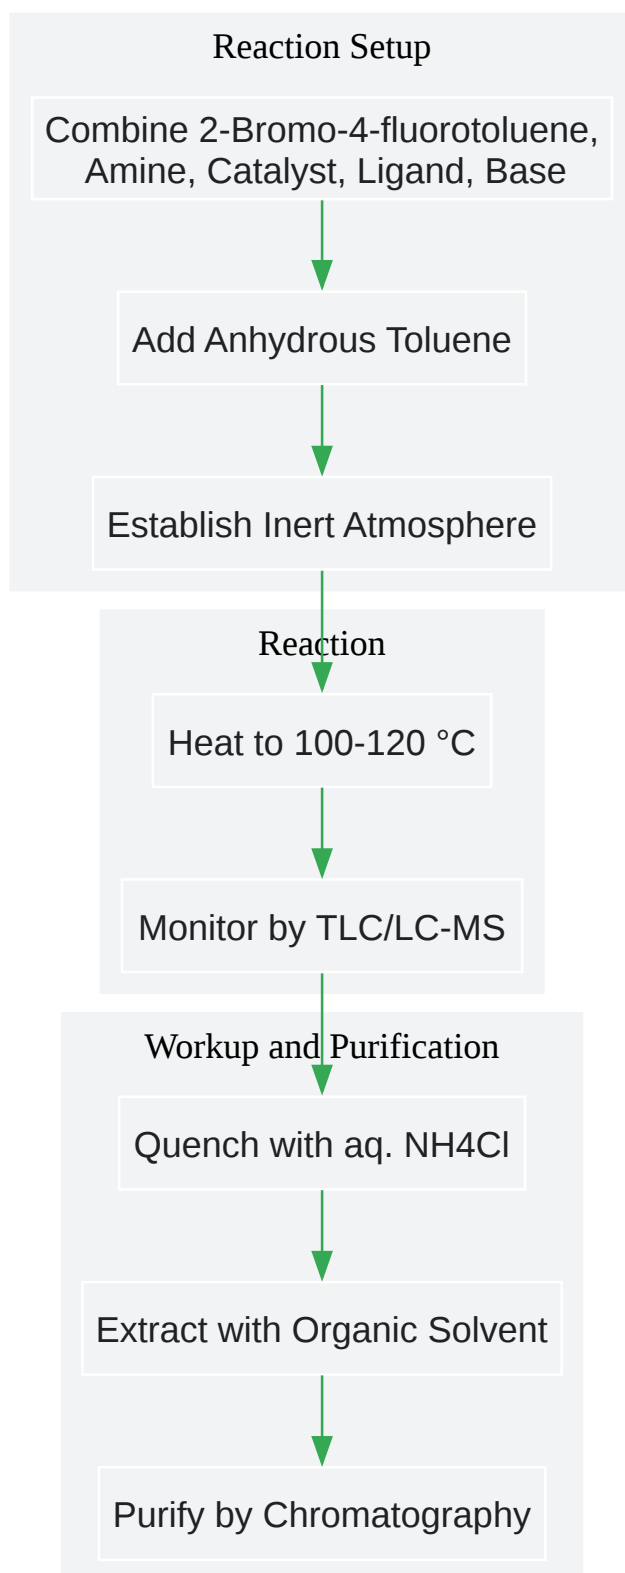 Reaction Setup
Combine 2-Bromo-4-fluorotoluene,
Amine, Catalyst, Ligand, Base
Add Anhydrous Toluene
Establish Inert Atmosphere
Reaction
Heat to 100-120 °C
Monitor by TLC/LC-MS
Workup and Purification
Quench with aq. NH4Cl
Extract with Organic Solvent
Purify by Chromatography